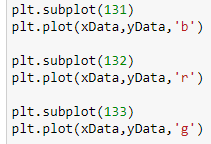 plt.subplot(131)
plt.plot(xData,yData,'b')
plt.subplot(132)
plt.plot(xData,yData,'r')
plt.subplot(133)
plt.plot(xData,yData,'g')